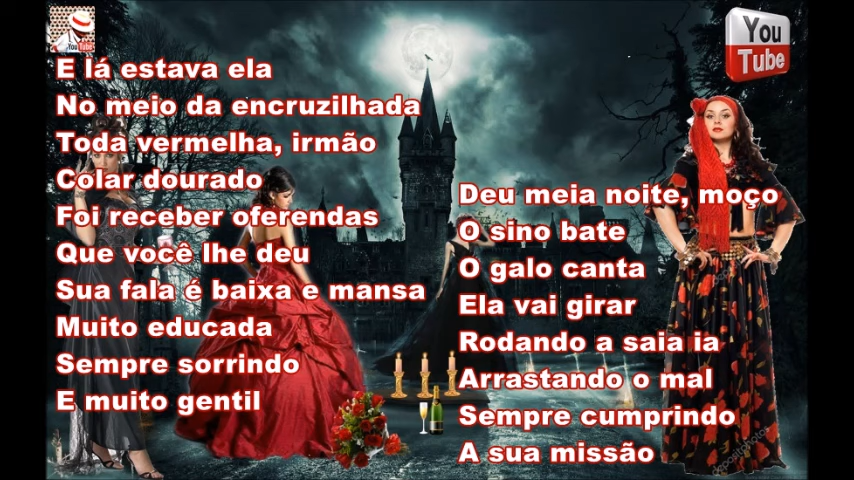 YouTube
You
Tube
E lá estava ela
No meio da encruzilhada
Toda vermelha, irmão
Colar dourado
Foi receber oferendas
Que você lhe deu
Sua fala é baixa e mansa
Muito educada
Sempre sorrindo
E muito gentil
Deu meia noite, moço
O sino bate
O galo canta
Ela vai girar
Rodando a saia ia
Arrastando o mal
Sempre cumprindo
A sua missão
depositphotos